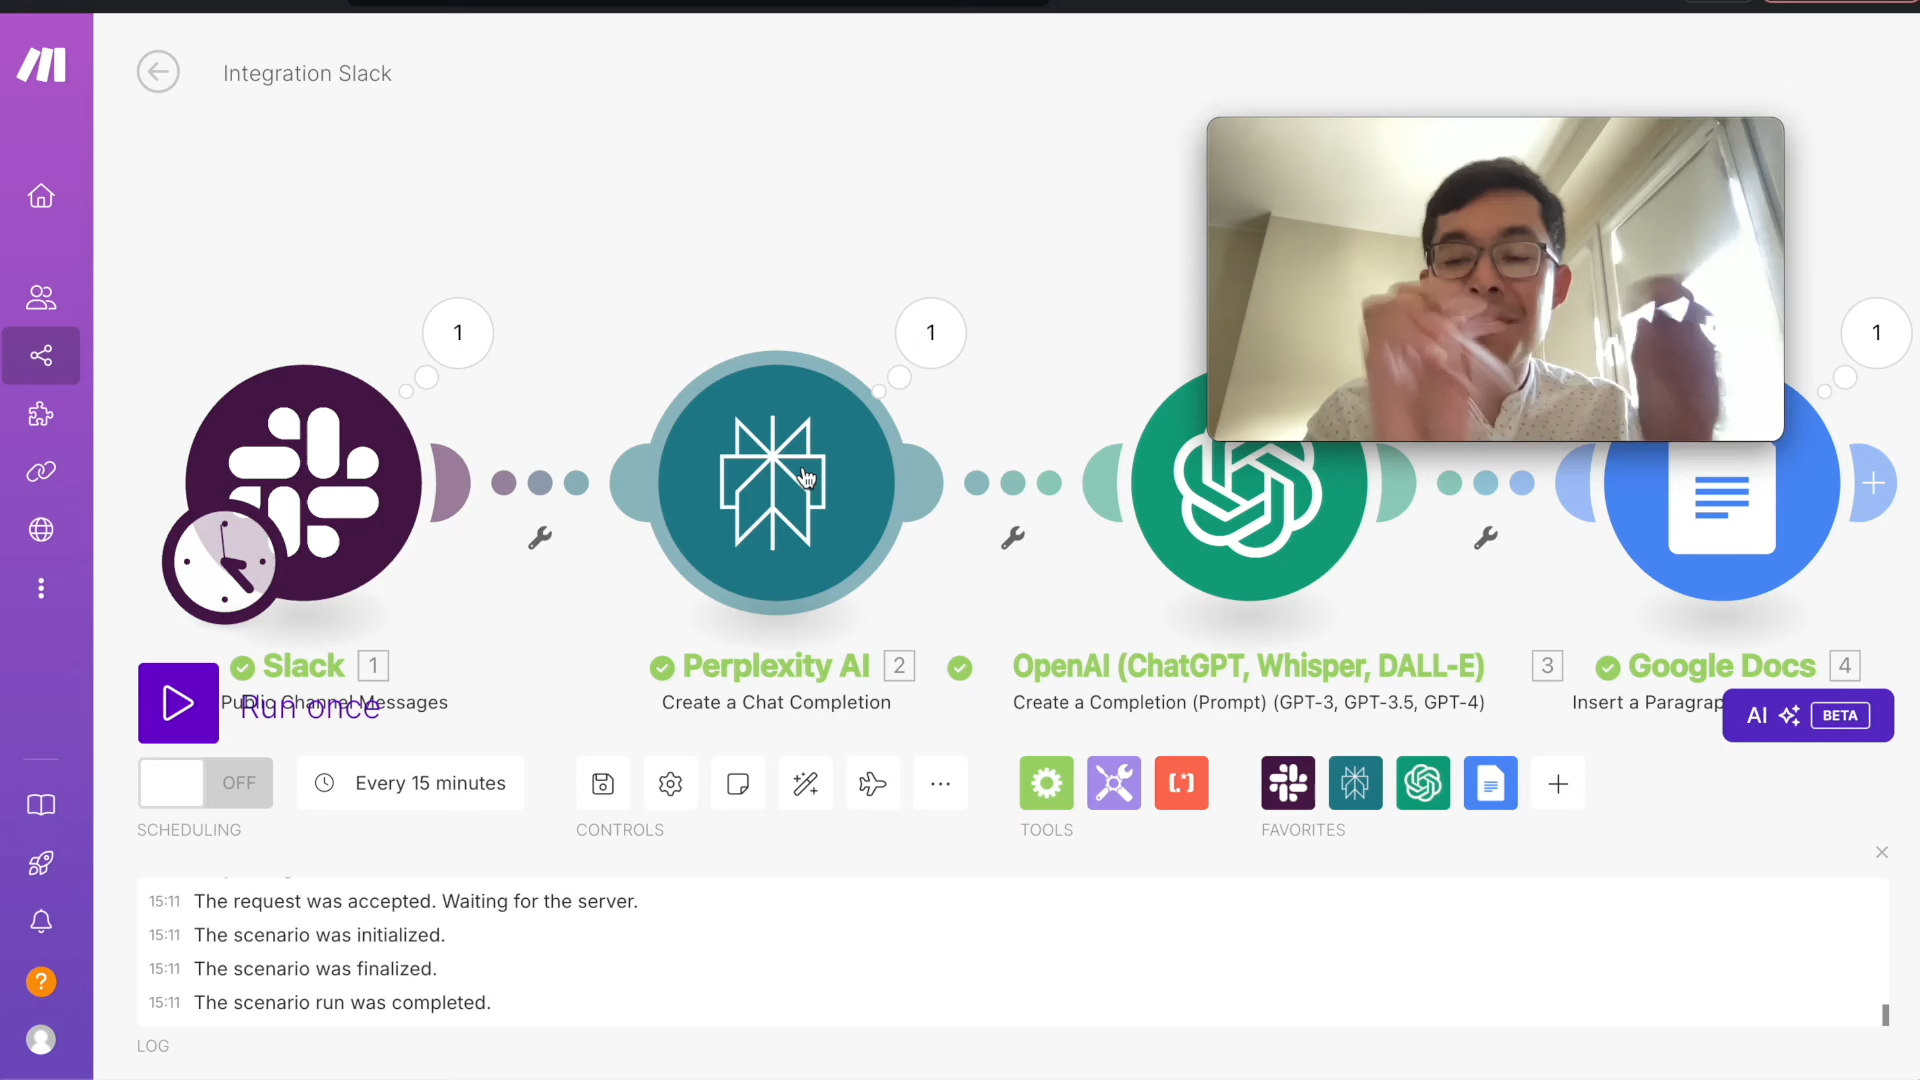 Integration Slack
1
1
1
Slack 1
Public Channel Messages
Perplexity AI 2
Create a Chat Completion
OpenAI (ChatGPT, Whisper, DALL-E) 3
Create a Completion (Prompt) (GPT-3, GPT-3.5, GPT-4)
Google Docs 4
Insert a Paragrap
Run once
AI BETA
OFF
Every 15 minutes
SCHEDULING
CONTROLS
TOOLS
FAVORITES
15:11 The request was accepted. Waiting for the server.
15:11 The scenario was initialized.
15:11 The scenario was finalized.
15:11 The scenario run was completed.
LOG